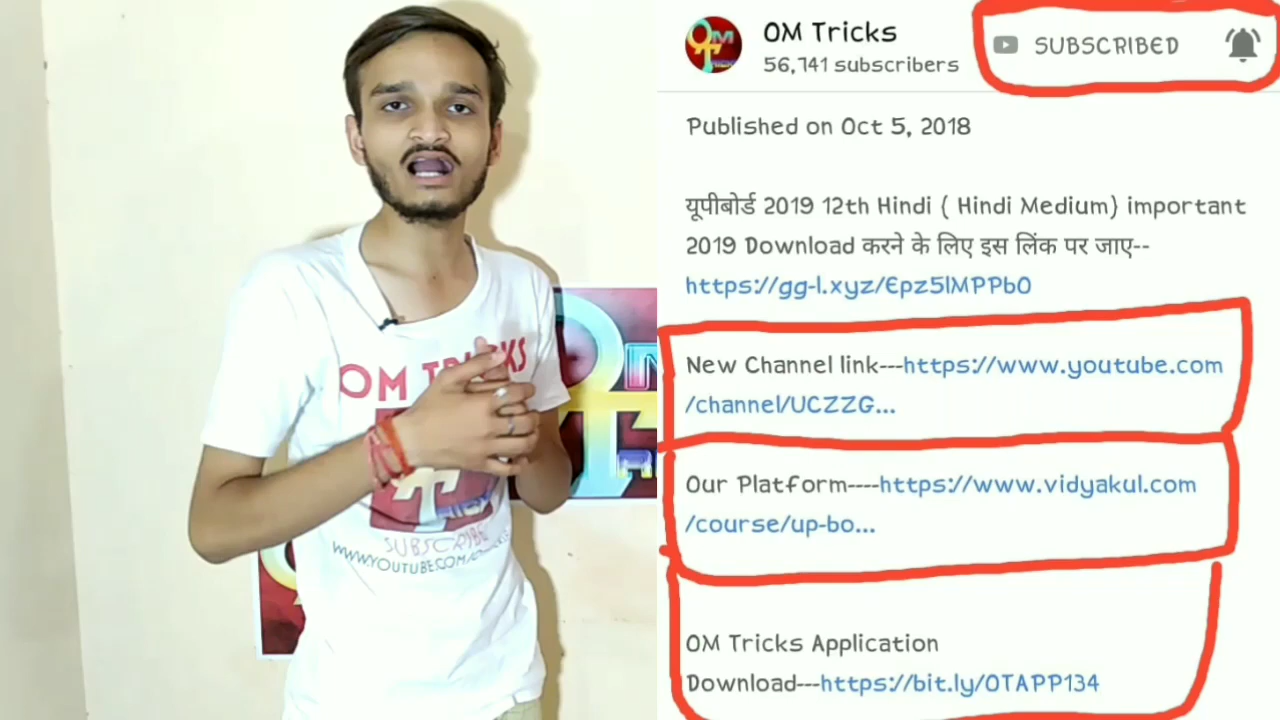 OM Tricks
56,741 subscribers
SUBSCRIBED
Published on Oct 5, 2018
यूपीबोर्ड 2019 12th Hindi ( Hindi Medium) important
2019 Download करने के लिए इस लिंक पर जाए--
https://gg-l.xyz/Epz5lMPPbO
New Channel link---https://www.youtube.com
/channel/UCZZG...
Our Platform----https://www.vidyakul.com
/course/up-bo...
OM Tricks Application
Download---https://bit.ly/OTAPP134
OM TRICKS
SUBSCRIBE